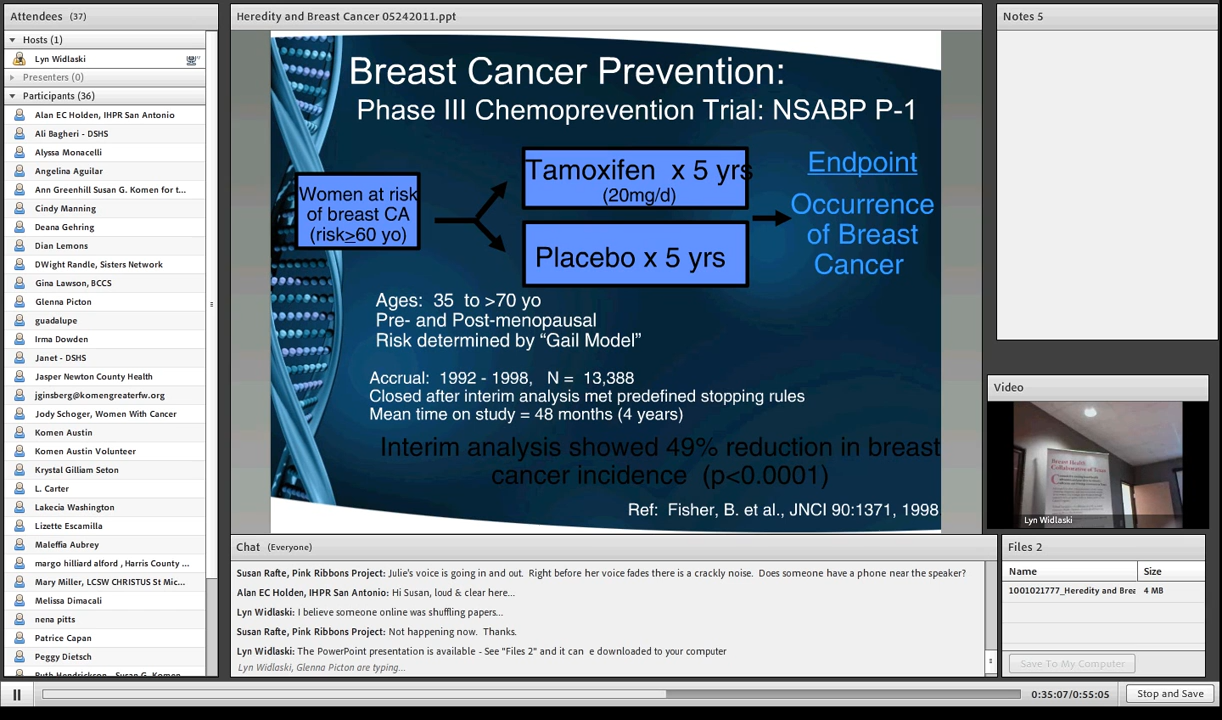 Attendees (37)
Hosts (1)
Lyn Widlaski
Presenters (0)
Participants (36)
Alan EC Holden, IHPR San Antonio
Ali Bagheri - DSHS
Alyssa Monacelli
Angelina Aguilar
Ann Greenhill Susan G. Komen for t...
Cindy Manning
Deana Gehring
Dian Lemons
DWight Randle, Sisters Network
Gina Lawson, BCCS
Glenna Picton
guadalupe
Irma Dowden
Janet - DSHS
Jasper Newton County Health
jginsberg@komengreaterfw.org
Jody Schoger, Women With Cancer
Komen Austin
Komen Austin Volunteer
Krystal Gilliam Seton
L. Carter
Lakecia Washington
Lizette Escamilla
Maleffia Aubrey
margo hilliard alford , Harris County ...
Mary Miller, LCSW CHRISTUS St Mic...
Melissa Dimacali
nena pitts
Patrice Capan
Peggy Dietsch
Ruth Hendrickson - Susan G. Komen
Heredity and Breast Cancer 05242011.ppt
Breast Cancer Prevention:
Phase III Chemoprevention Trial: NSABP P-1
Women at risk
of breast CA
(risk≥60 yo)
Tamoxifen x 5 yrs
(20mg/d)
Placebo x 5 yrs
Endpoint
Occurrence
of Breast
Cancer
Ages: 35 to >70 yo
Pre- and Post-menopausal
Risk determined by “Gail Model”
Accrual: 1992 - 1998, N = 13,388
Closed after interim analysis met predefined stopping rules
Mean time on study = 48 months (4 years)
Interim analysis showed 49% reduction in breast
cancer incidence (p<0.0001)
Ref: Fisher, B. et al., JNCI 90:1371, 1998
Chat (Everyone)
Susan Rafte, Pink Ribbons Project: Julie's voice is going in and out. Right before her voice fades there is a crackly noise. Does someone have a phone near the speaker?
Alan EC Holden, IHPR San Antonio: Hi Susan, loud & clear here...
Lyn Widlaski: I believe someone online was shuffling papers...
Susan Rafte, Pink Ribbons Project: Not happening now. Thanks.
Lyn Widlaski: The PowerPoint presentation is available - See "Files 2" and it can e downloaded to your computer
Lyn Widlaski, Glenna Picton are typing...
Notes 5
Video
Breast Health
Collaborative of Texas
Lyn Widlaski
Files 2
Name Size
1001021777_Heredity and Brea 4 MB
Save To My Computer
0:35:07/0:55:05
Stop and Save